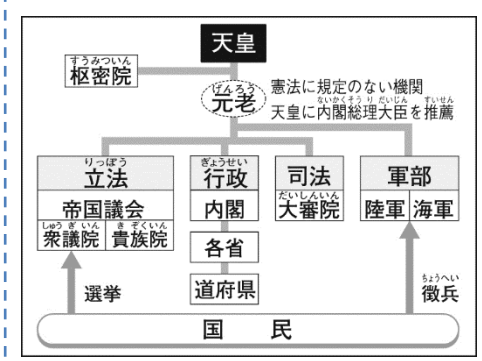 天皇
すうみついん
枢密院
げんろう
元老
憲法に規定のない機関
ないかくそうりだいじん すいせん
天皇に内閣総理大臣を推薦
りっぽう
立法
帝国議会
しゅうぎいん
衆議院
きぞくいん
貴族院
ぎょうせい
行政
内閣
各省
道府県
司法
だいしんいん
大審院
軍部
陸軍
海軍
選挙
ちょうへい
徴兵
国民